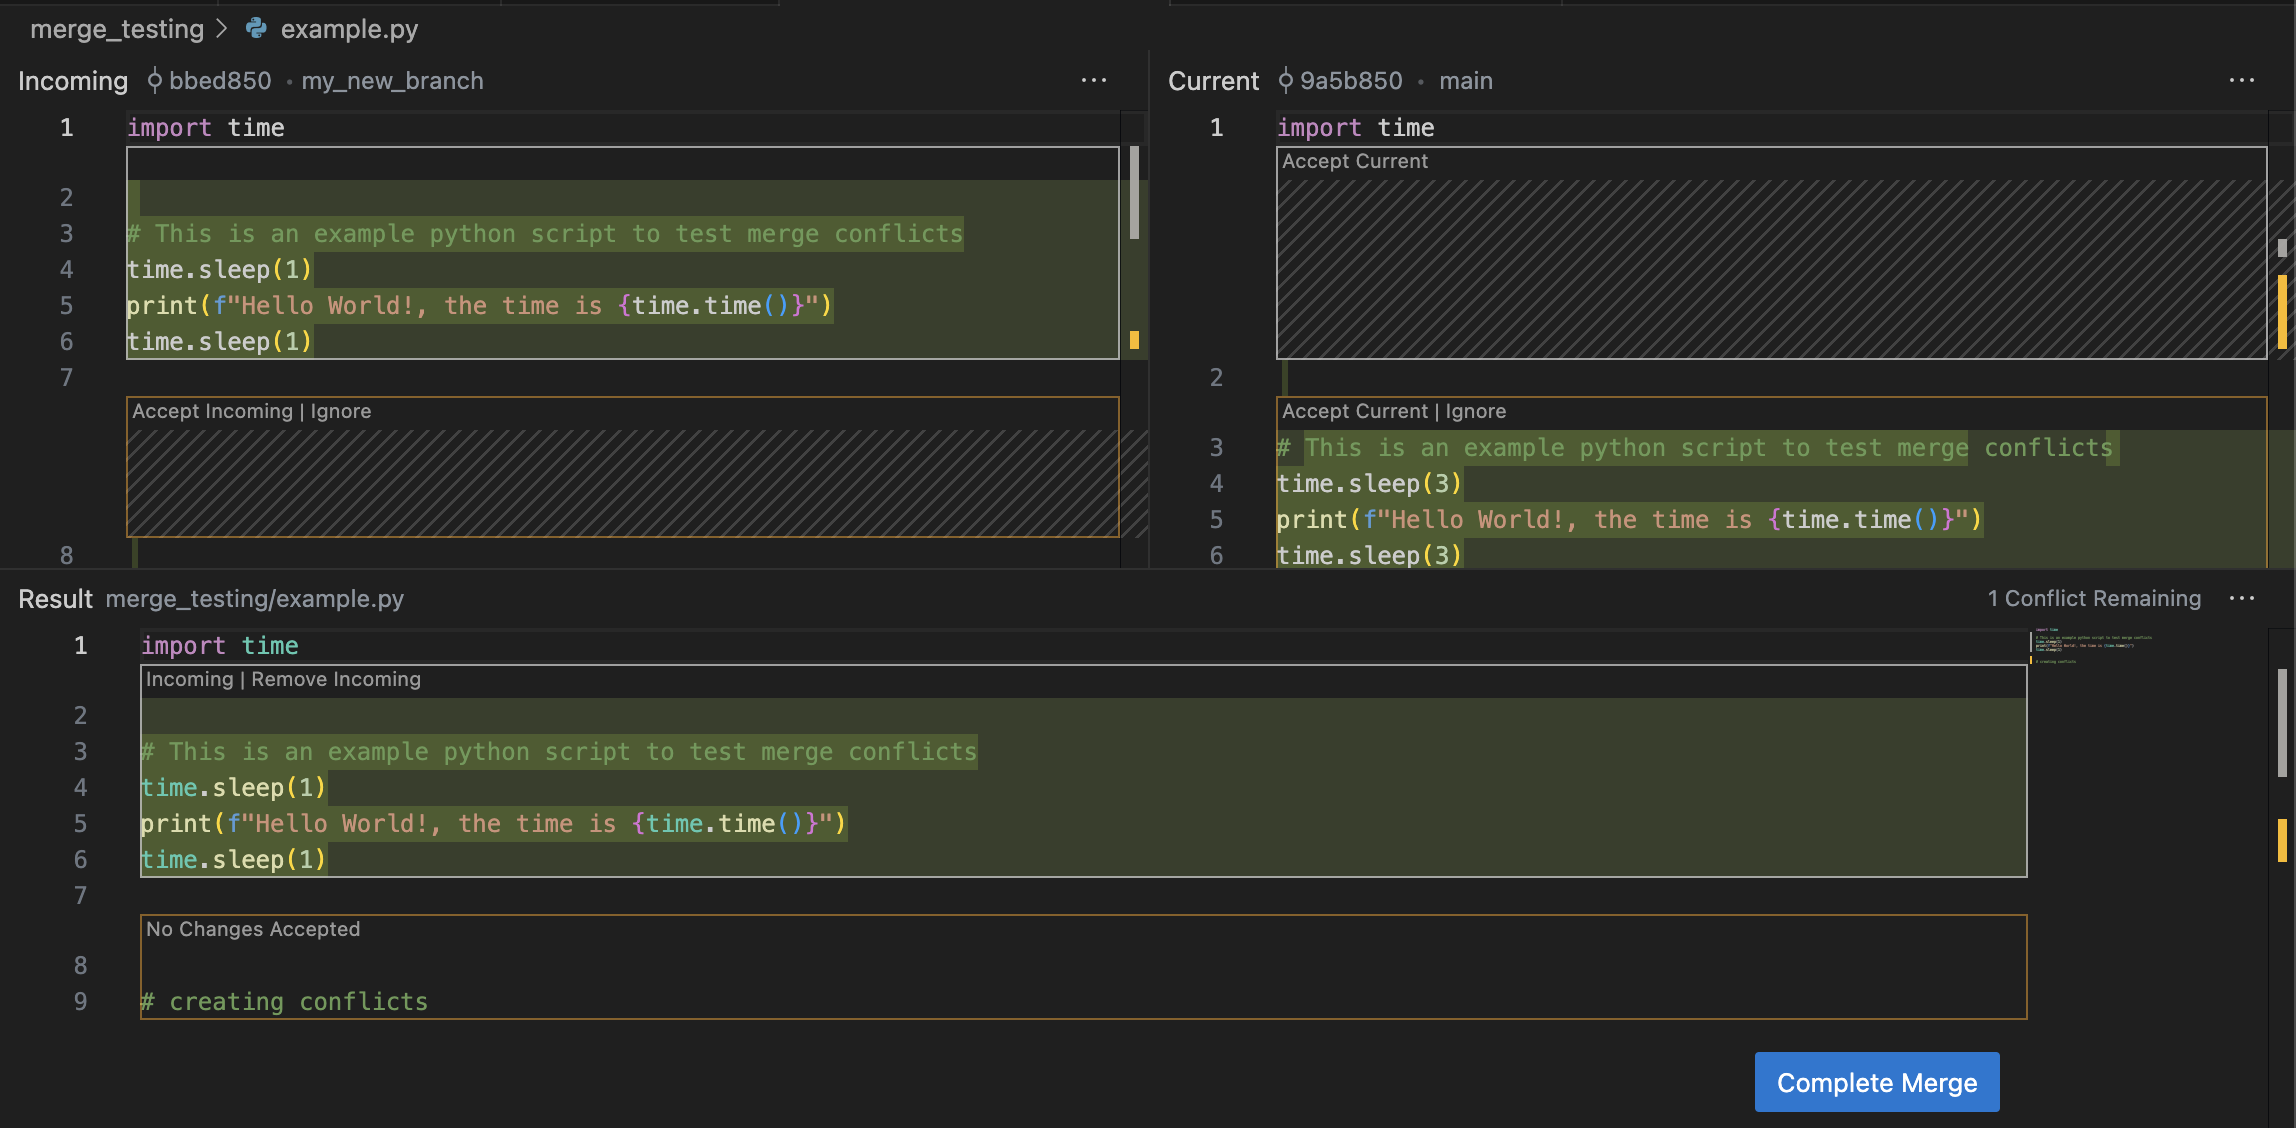 merge_testing > example.py
Incoming bbed850 • my_new_branch ···
1 import time
2
3 # This is an example python script to test merge conflicts
4 time.sleep(1)
5 print(f"Hello World!, the time is {time.time()}")
6 time.sleep(1)
7
Accept Incoming | Ignore
8
Current 9a5b850 • main ···
1 import time
Accept Current
2
Accept Current | Ignore
3 # This is an example python script to test merge conflicts
4 time.sleep(3)
5 print(f"Hello World!, the time is {time.time()}")
6 time.sleep(3)
Result merge_testing/example.py 1 Conflict Remaining ···
1 import time
Incoming | Remove Incoming
2
3 # This is an example python script to test merge conflicts
4 time.sleep(1)
5 print(f"Hello World!, the time is {time.time()}")
6 time.sleep(1)
7
No Changes Accepted
8
9 # creating conflicts
Complete Merge